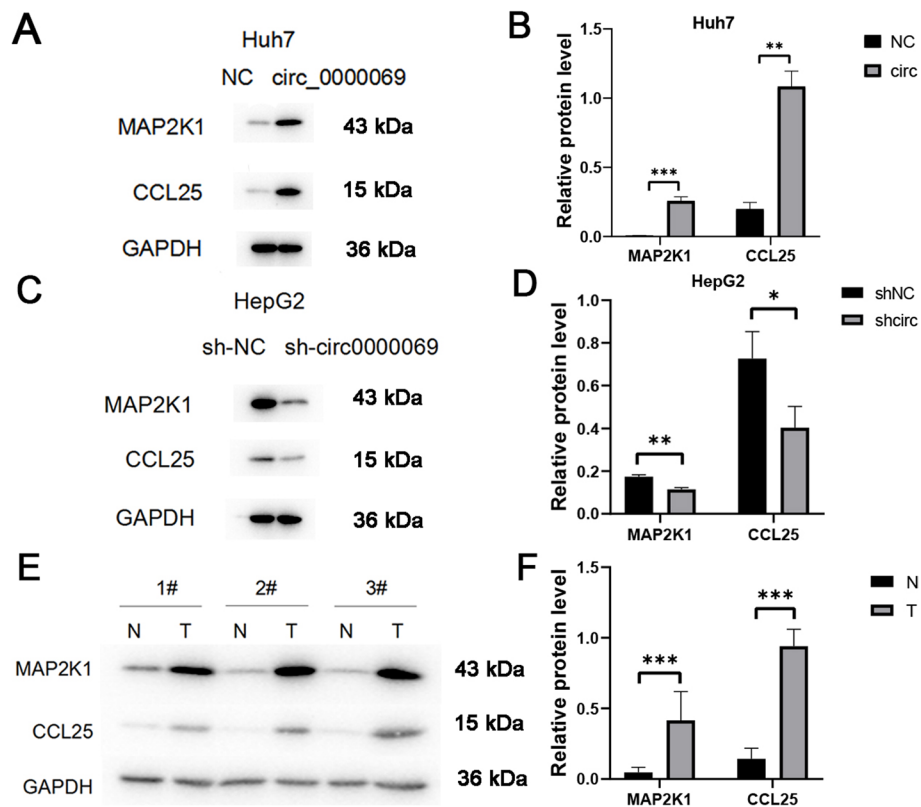 A
Huh7
NC circ_0000069
MAP2K1 43 kDa
CCL25 15 kDa
GAPDH 36 kDa
B
Huh7
Relative protein level
1.5
1.0
0.5
0.0
***
**
MAP2K1 CCL25
NC
circ
C
HepG2
sh-NC sh-circ0000069
MAP2K1 43 kDa
CCL25 15 kDa
GAPDH 36 kDa
D
HepG2
Relative protein level
1.0
0.8
0.6
0.4
0.2
0.0
**
*
MAP2K1 CCL25
shNC
shcirc
E
1# 2# 3#
N T N T N T
MAP2K1 43 kDa
CCL25 15 kDa
GAPDH 36 kDa
F
Relative protein level
1.5
1.0
0.5
0.0
***
***
MAP2K1 CCL25
N
T